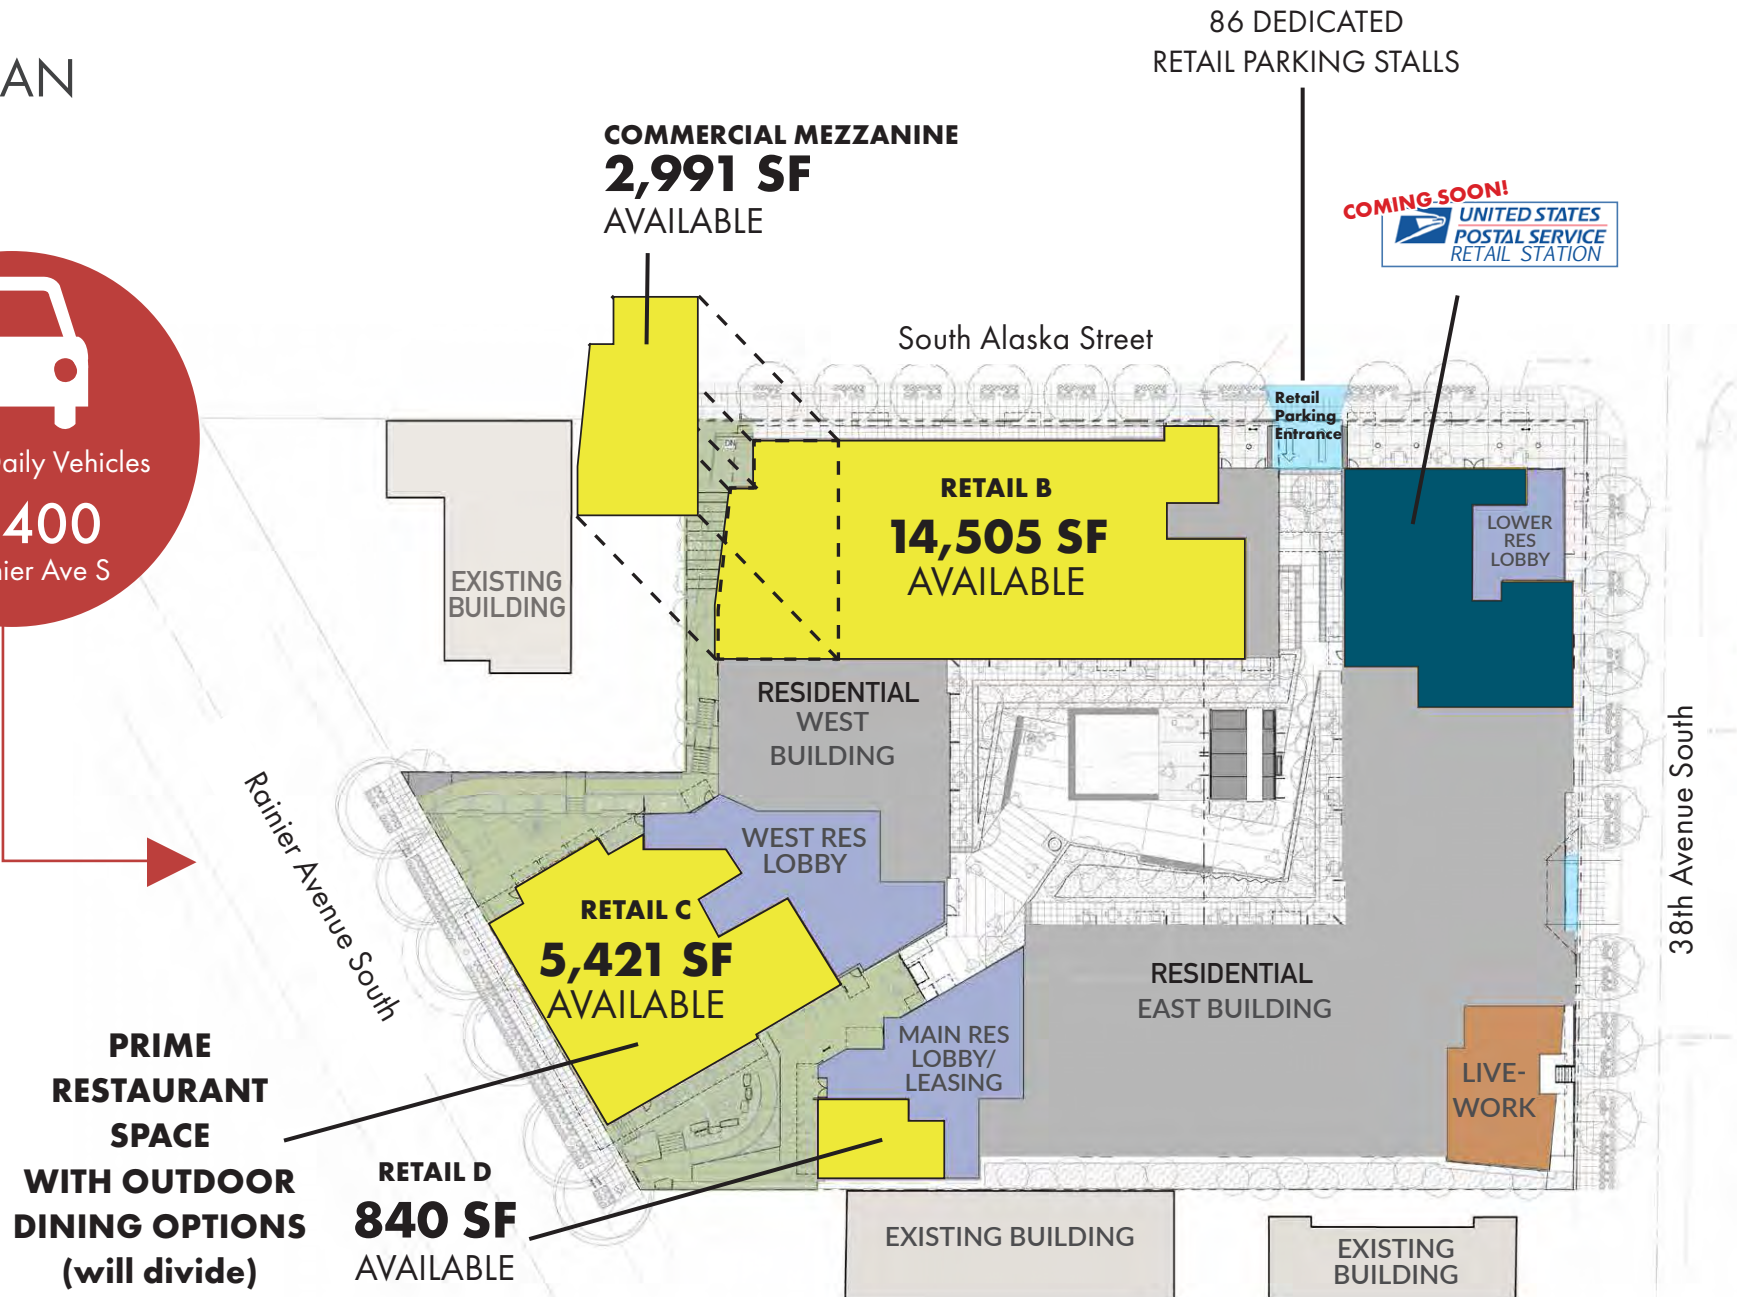 86 DEDICATED
RETAIL PARKING STALLS
AN
COMMERCIAL MEZZANINE
2,991 SF
AVAILABLE
COMING SOON!
UNITED STATES
POSTAL SERVICE
RETAIL STATION
South Alaska Street
Retail
Parking
Entrance
aily Vehicles
400
ier Ave S
DN
RETAIL B
14,505 SF
AVAILABLE
LOWER
RES
LOBBY
EXISTING
BUILDING
RESIDENTIAL
WEST
BUILDING
38th Avenue South
Rainier Avenue South
WEST RES
LOBBY
RETAIL C
5,421 SF
AVAILABLE
RESIDENTIAL
EAST BUILDING
MAIN RES
LOBBY/
LEASING
LIVE-
WORK
PRIME
RESTAURANT
SPACE
WITH OUTDOOR
DINING OPTIONS
(will divide)
RETAIL D
840 SF
AVAILABLE
EXISTING BUILDING
EXISTING
BUILDING